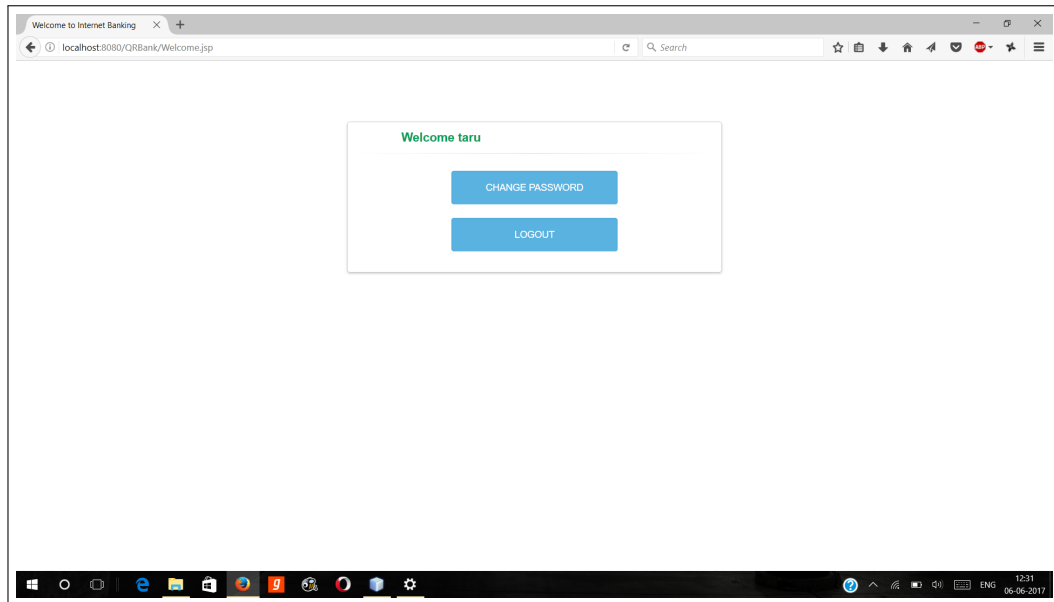 Welcome to Internet Banking
localhost:8080/QRBank/Welcome.jsp
Search
ABP
Welcome taru
CHANGE PASSWORD
LOGOUT
ENG
12:31
06-06-2017